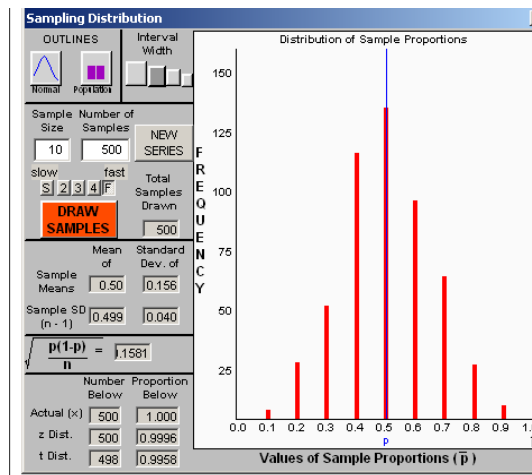 Sampling Distribution
OUTLINES
Normal
Population
Interval
Width
Sample
Size
Number of
Samples
10
500
NEW
SERIES
slow
fast
S 2 3 4 F
DRAW
SAMPLES
Total
Samples
Drawn
500
Mean
of
Standard
Dev. of
Sample
Means
0.50
0.156
Sample SD
(n - 1)
0.499
0.040
p(1-p)
n
=
Number
Below
Proportion
Below
Actual (x)
500
1.000
z Dist.
500
0.9996
t Dist.
498
0.9958
Distribution of Sample Proportions
FREQUENCY
150
125
100
75
50
25
0.0 0.1 0.2 0.3 0.4 0.5 0.6 0.7 0.8 0.9
p
Values of Sample Proportions (p̅)